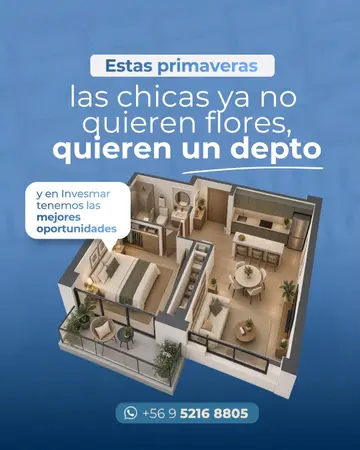 Estas primaveras
las chicas ya no
quieren flores,
quieren un depto
y en Invesmar
tenemos las
mejores
oportunidades
+56 9 5216 8805